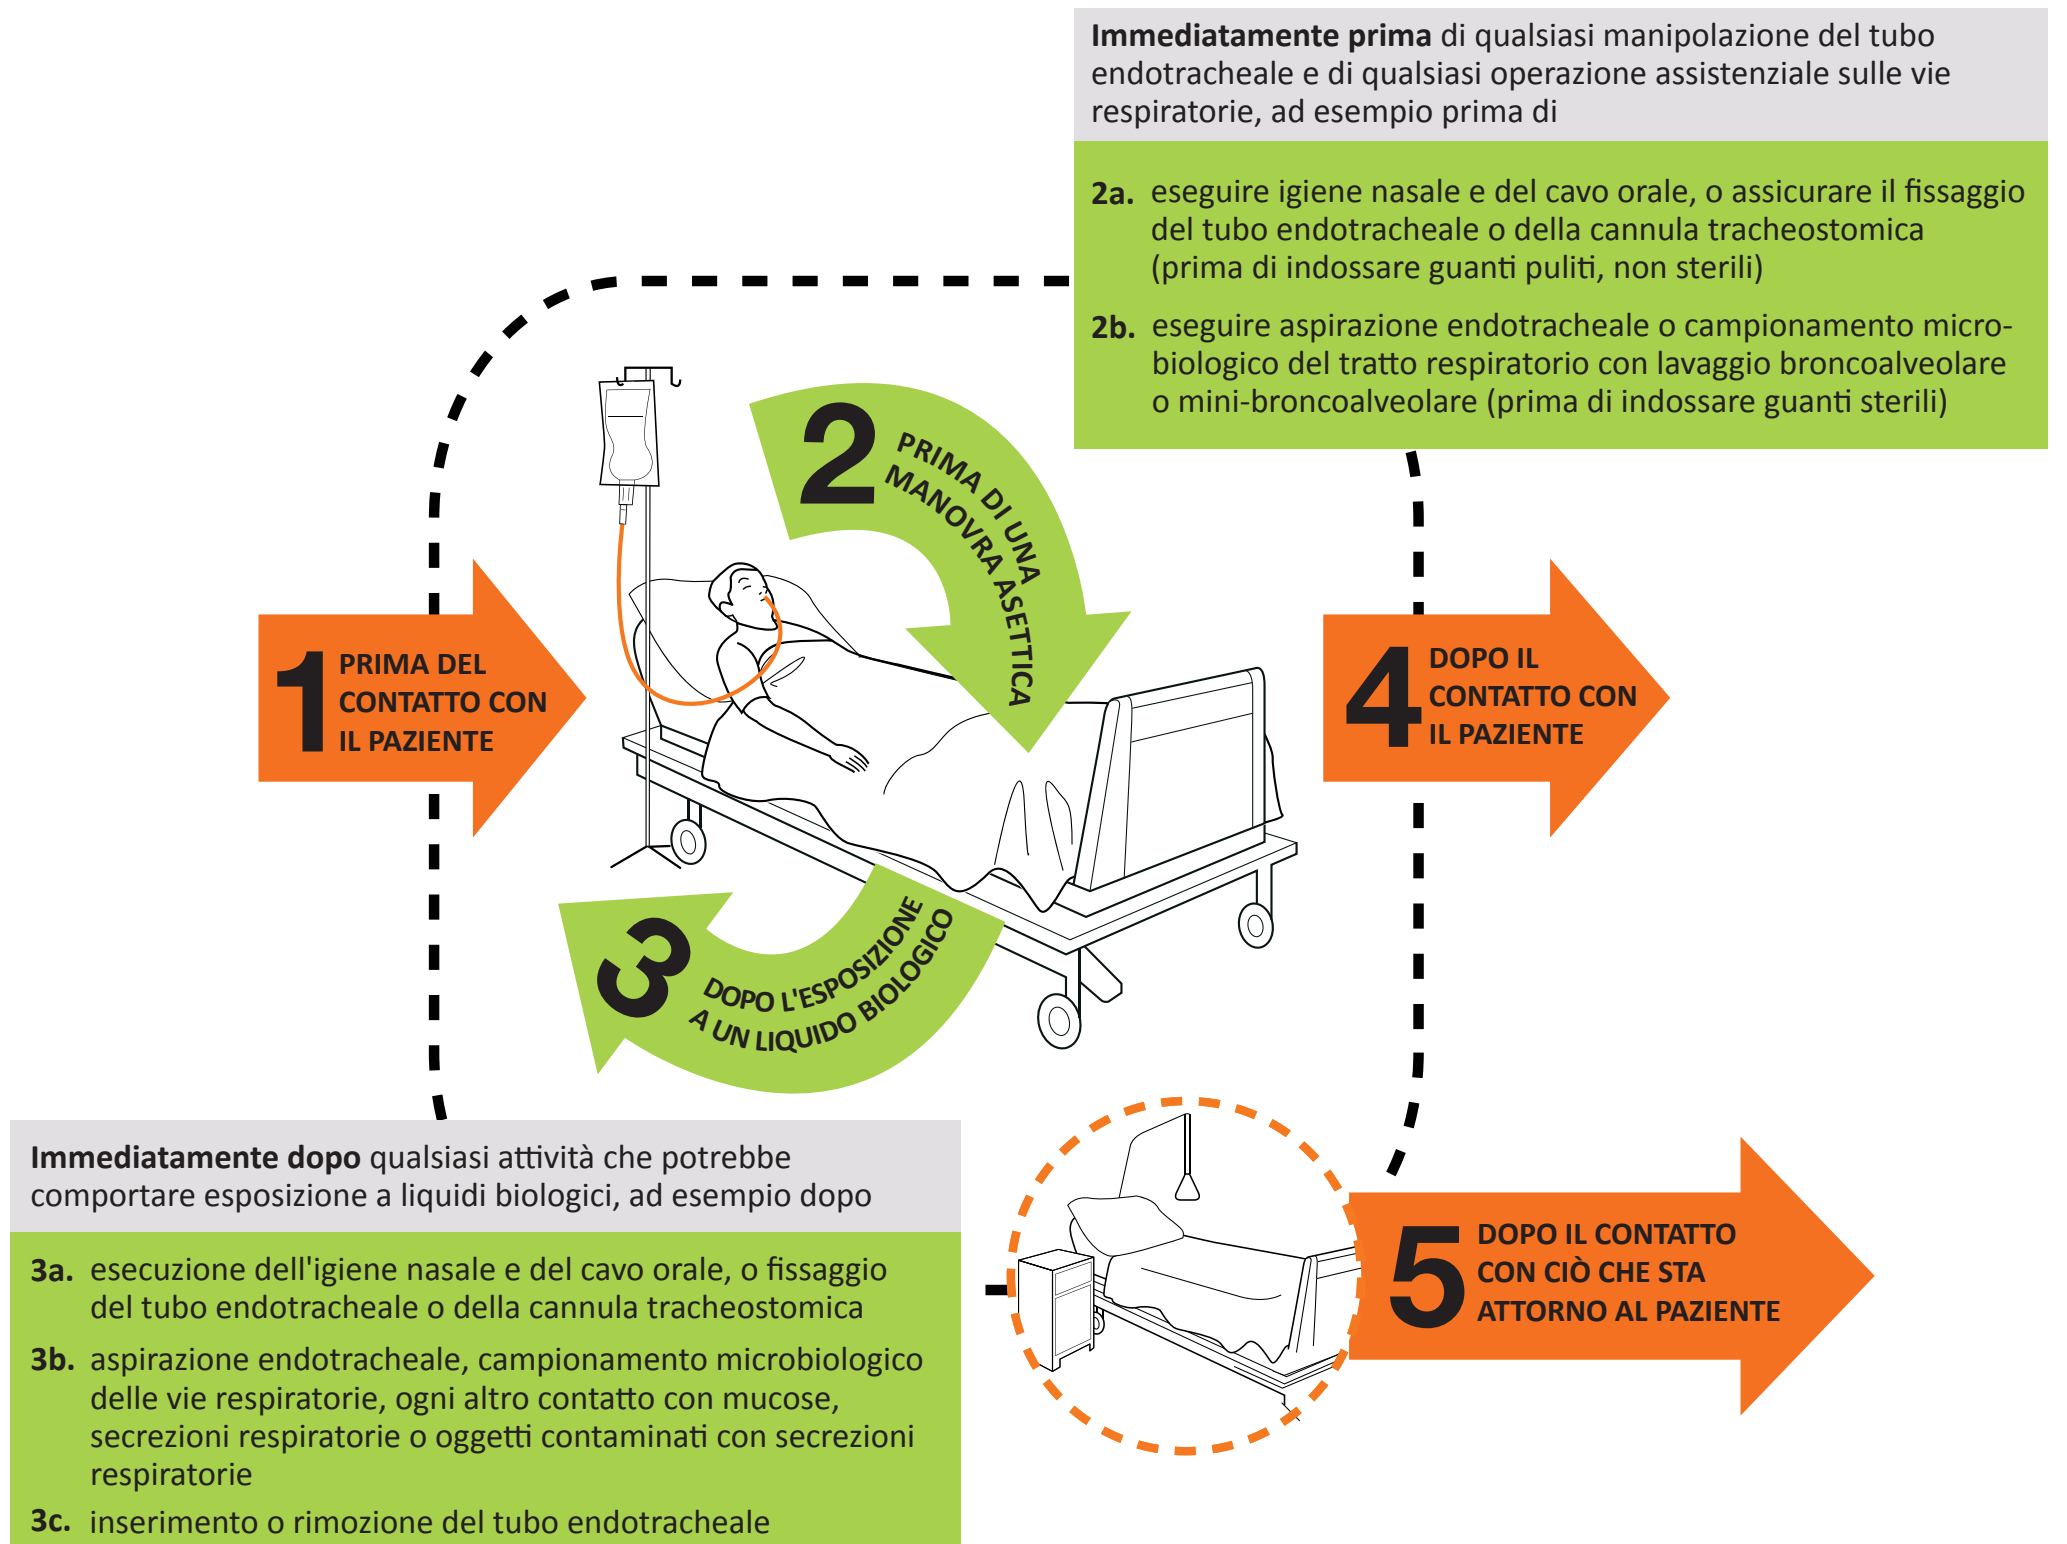 Immediatamente prima di qualsiasi manipolazione del tubo
endotracheale e di qualsiasi operazione assistenziale sulle vie
respiratorie, ad esempio prima di
2a. eseguire igiene nasale e del cavo orale, o assicurare il fissaggio
del tubo endotracheale o della cannula tracheostomica
(prima di indossare guanti puliti, non sterili)
2b. eseguire aspirazione endotracheale o campionamento micro-
biologico del tratto respiratorio con lavaggio broncoalveolare
o mini-broncoalveolare (prima di indossare guanti sterili)
1
PRIMA DEL
CONTATTO CON
IL PAZIENTE
2
PRIMA DI UNA
MANOVRA ASETTICA
3
DOPO L'ESPOSIZIONE
A UN LIQUIDO BIOLOGICO
4
DOPO IL
CONTATTO CON
IL PAZIENTE
5
DOPO IL CONTATTO
CON CIÒ CHE STA
ATTORNO AL PAZIENTE
Immediatamente dopo qualsiasi attività che potrebbe
comportare esposizione a liquidi biologici, ad esempio dopo
3a. esecuzione dell'igiene nasale e del cavo orale, o fissaggio
del tubo endotracheale o della cannula tracheostomica
3b. aspirazione endotracheale, campionamento microbiologico
delle vie respiratorie, ogni altro contatto con mucose,
secrezioni respiratorie o oggetti contaminati con secrezioni
respiratorie
3c. inserimento o rimozione del tubo endotracheale